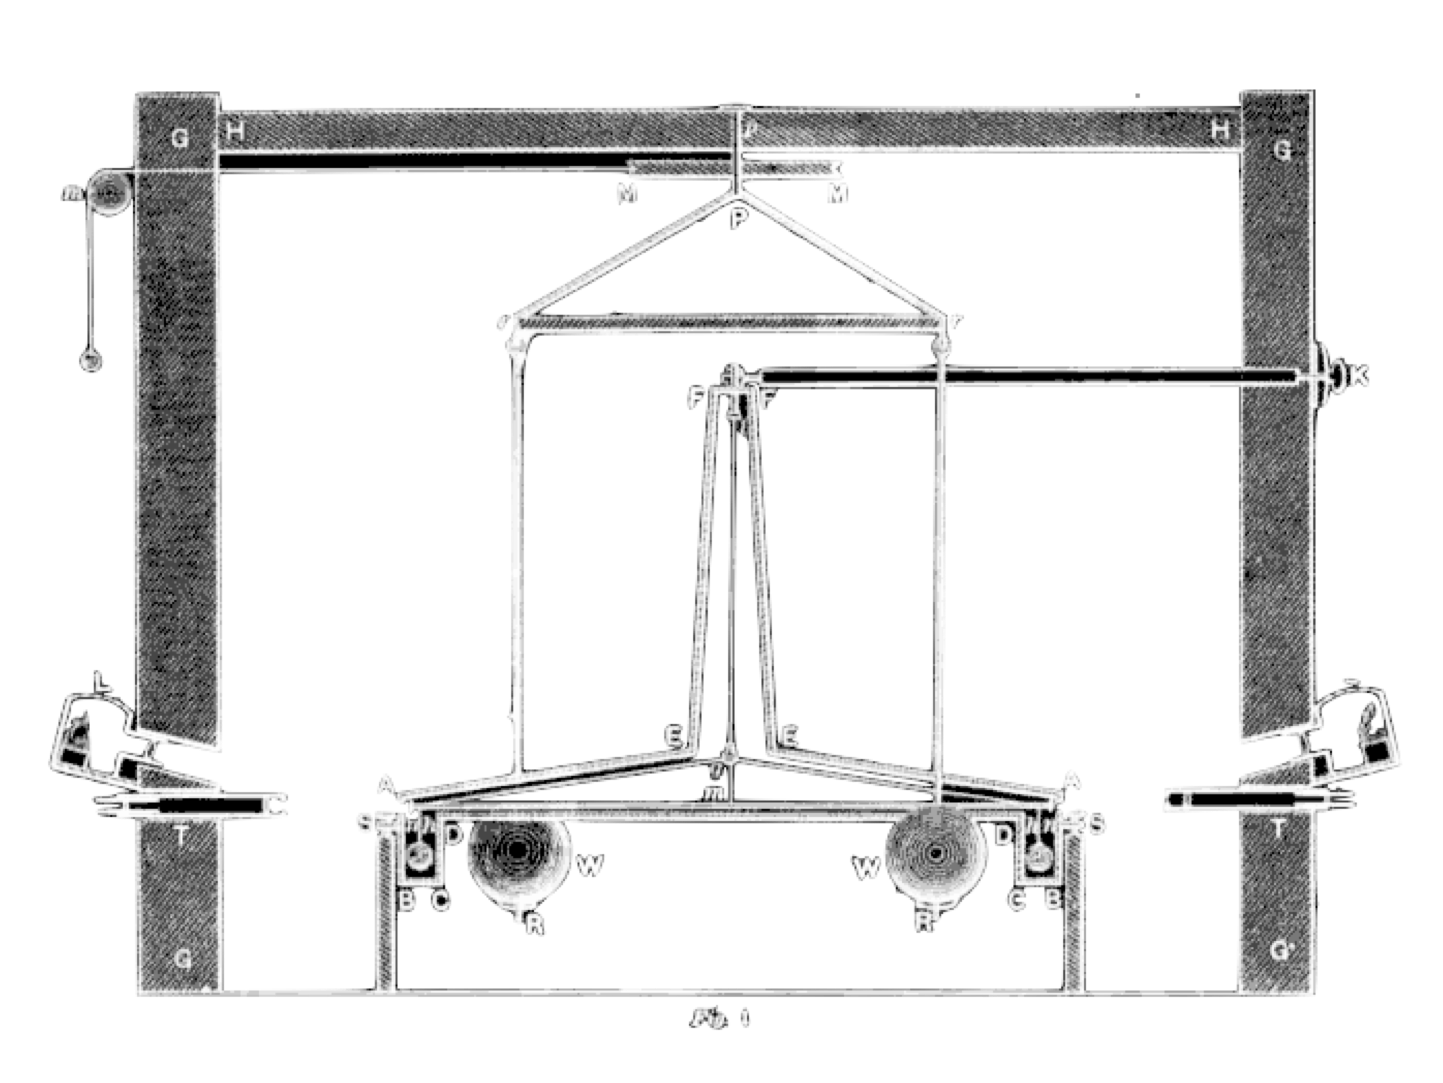 G H p H G
m M M
P
r r
K
F F
L
E E
g
A m A
S D D S
T T
W W
B C C B
R R
G G
Fig. 1